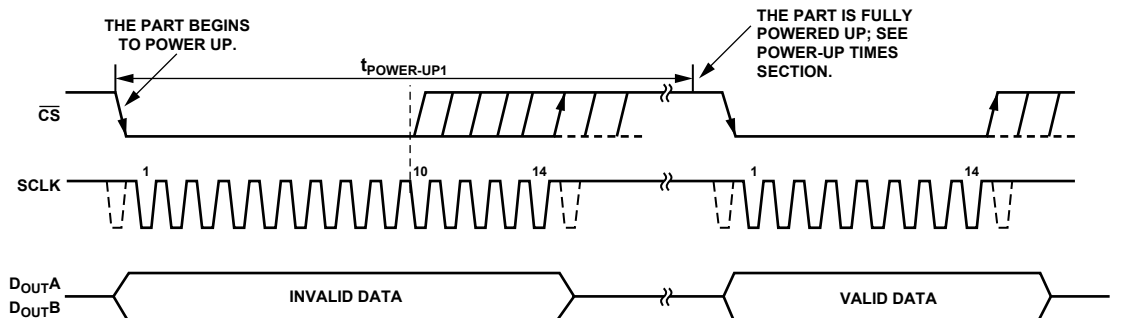 THE PART BEGINS
TO POWER UP.
THE PART IS FULLY
POWERED UP; SEE
POWER-UP TIMES
SECTION.
tPOWER-UP1
CS
SCLK
1
10
14
1
14
DOUTA
DOUTB
INVALID DATA
VALID DATA